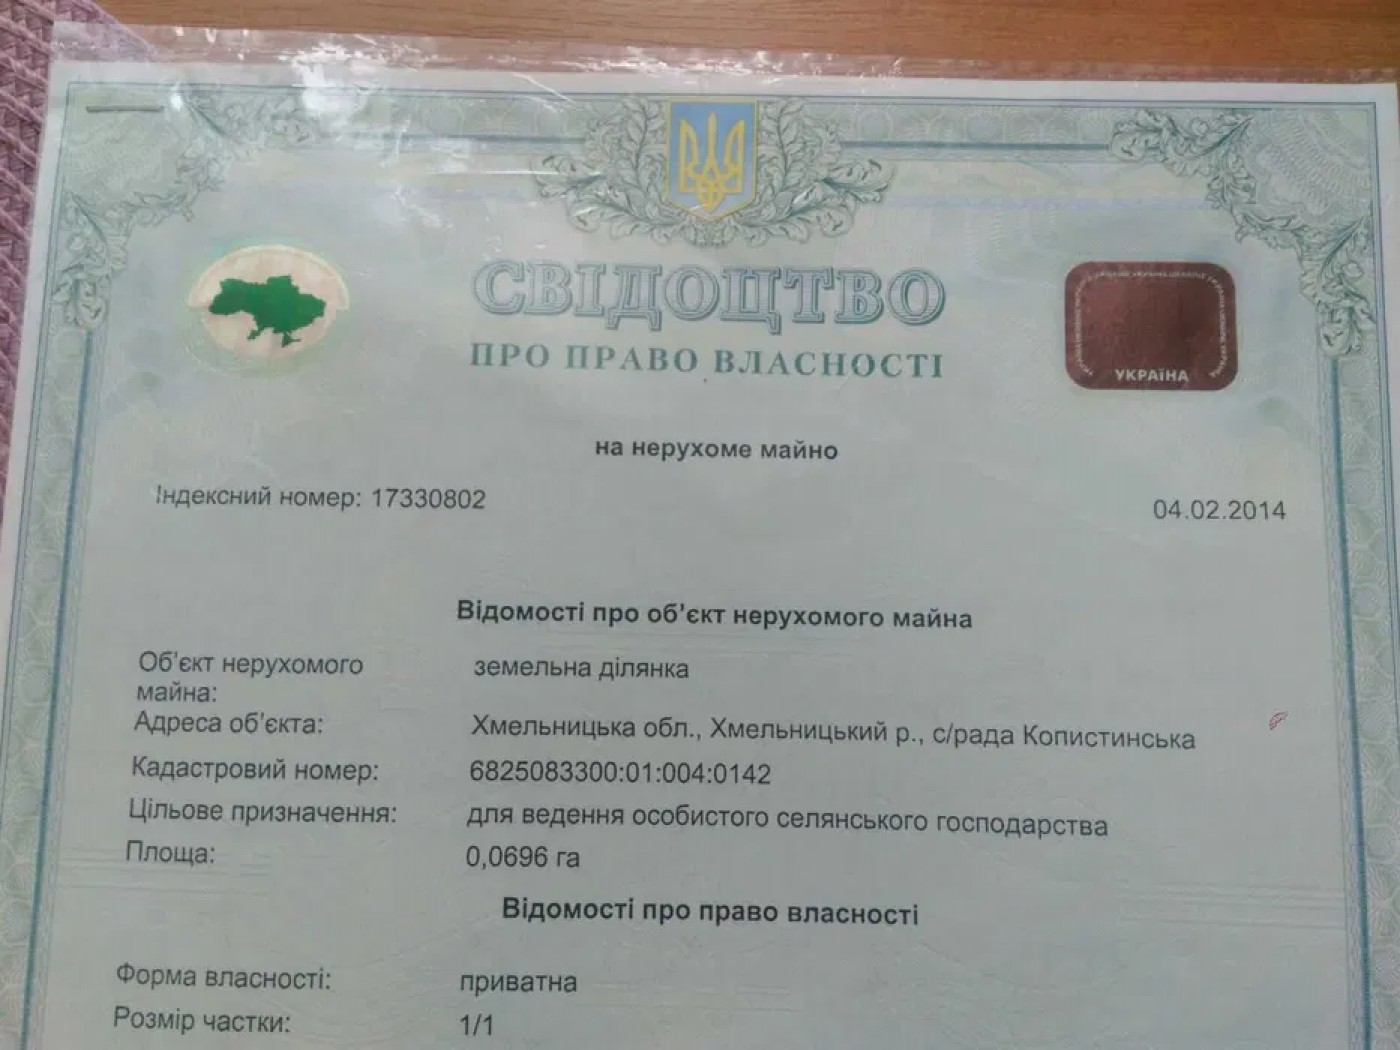 СВІДОЦТВО
ПРО ПРАВО ВЛАСНОСТІ
УКРАЇНА
на нерухоме майно
Індексний номер: 17330802
04.02.2014
Відомості про об'єкт нерухомого майна
Об'єкт нерухомого майна: земельна ділянка
Адреса об'єкта: Хмельницька обл., Хмельницький р., с/рада Копистинська
Кадастровий номер: 6825083300:01:004:0142
Цільове призначення: для ведення особистого селянського господарства
Площа: 0,0696 га
Відомості про право власності
Форма власності: приватна
Розмір частки: 1/1